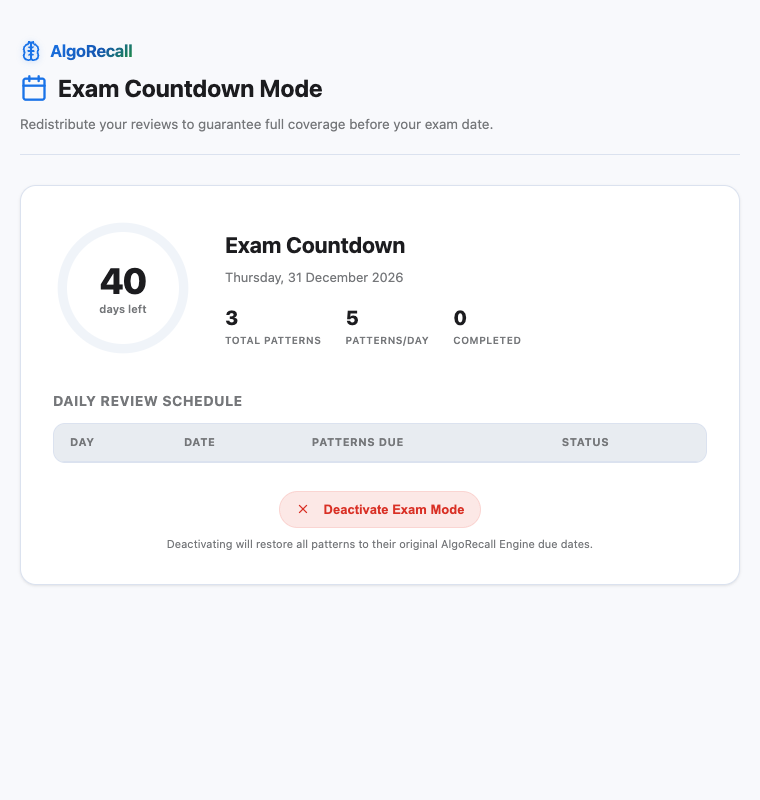 AlgoRecall
Exam Countdown Mode
Redistribute your reviews to guarantee full coverage before your exam date.
40
days left
Exam Countdown
Thursday, 31 December 2026
3 5 0
TOTAL PATTERNS PATTERNS/DAY COMPLETED
DAILY REVIEW SCHEDULE
DAY DATE PATTERNS DUE STATUS
Deactivate Exam Mode
Deactivating will restore all patterns to their original AlgoRecall Engine due dates.